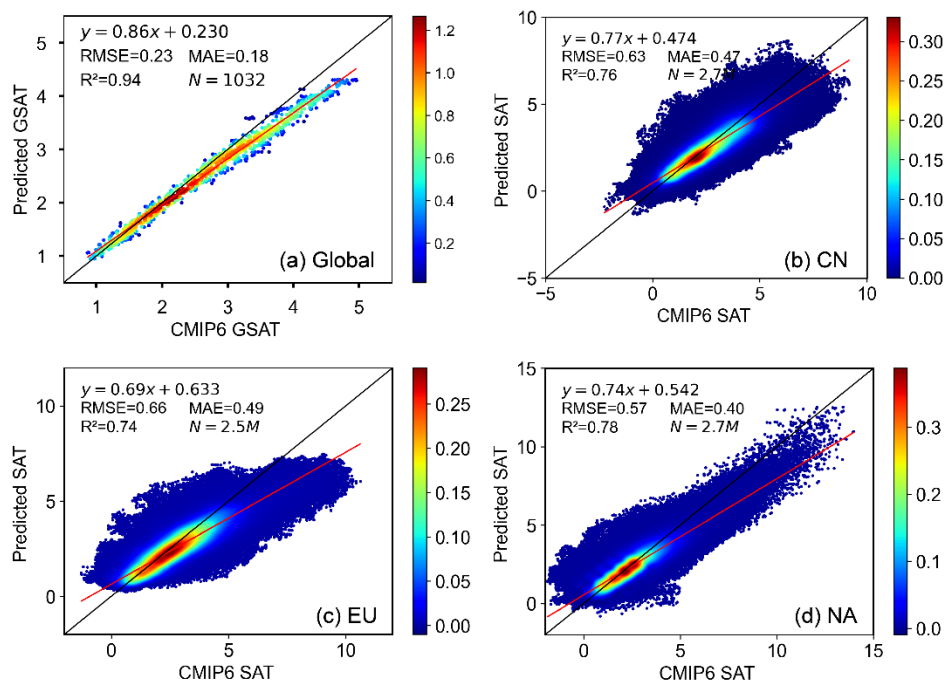 y = 0.86x + 0.230
RMSE=0.23 MAE=0.18
R²=0.94 N = 1032
5
4
3
2
1
Predicted GSAT
1 2 3 4 5
CMIP6 GSAT
(a) Global
1.2
1.0
0.8
0.6
0.4
0.2
y = 0.77x + 0.474
RMSE=0.63 MAE=0.47
R²=0.76 N = 2.7M
10
5
0
−5
Predicted SAT
−5 0 5 10
CMIP6 SAT
(b) CN
0.30
0.25
0.20
0.15
0.10
0.05
0.00
y = 0.69x + 0.633
RMSE=0.66 MAE=0.49
R²=0.74 N = 2.5M
10
5
0
Predicted SAT
0 5 10
CMIP6 SAT
(c) EU
0.25
0.20
0.15
0.10
0.05
0.00
y = 0.74x + 0.542
RMSE=0.57 MAE=0.40
R²=0.78 N = 2.7M
15
10
5
0
Predicted SAT
0 5 10 15
CMIP6 SAT
(d) NA
0.3
0.2
0.1
0.0